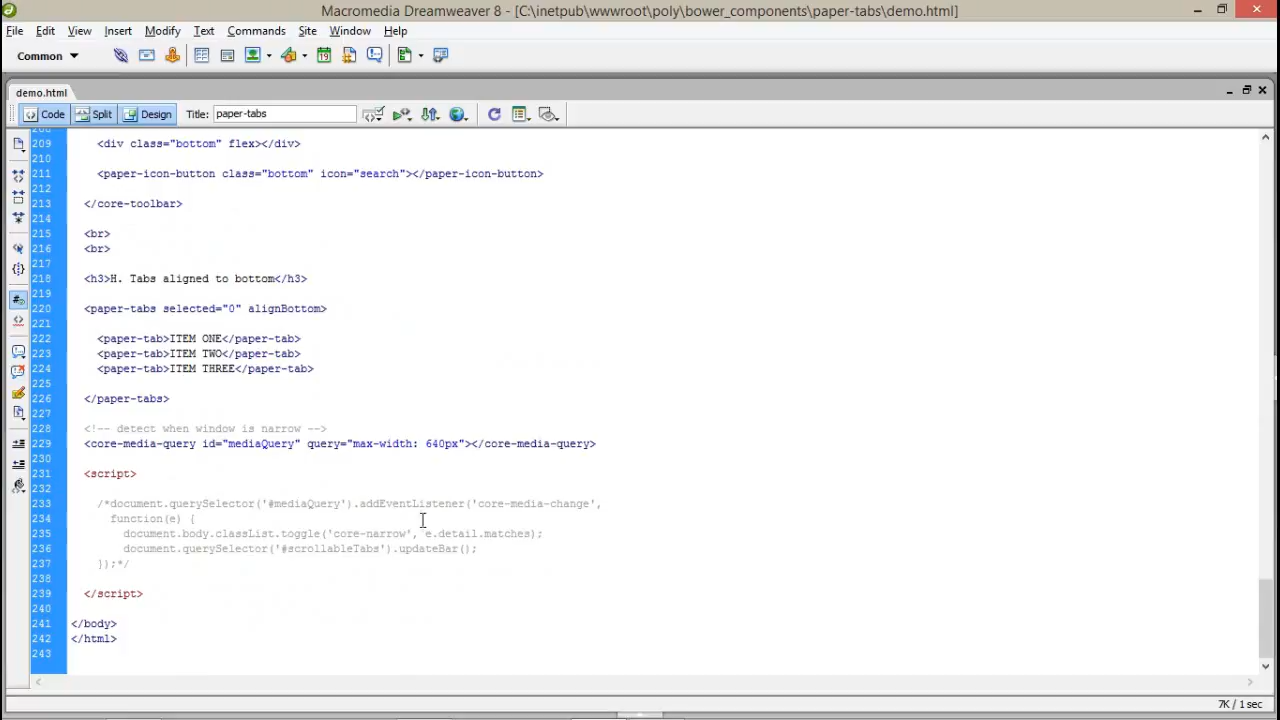 Macromedia Dreamweaver 8 - [C:\inetpub\wwwroot\poly\bower_components\paper-tabs\demo.html]
File Edit View Insert Modify Text Commands Site Window Help
Common
19
demo.html
Code Split Design Title: paper-tabs
208
209 <div class="bottom" flex></div>
210
211 <paper-icon-button class="bottom" icon="search"></paper-icon-button>
212
213 </core-toolbar>
214
215 <br>
216 <br>
217
218 <h3>H. Tabs aligned to bottom</h3>
219
220 <paper-tabs selected="0" alignBottom>
221
222 <paper-tab>ITEM ONE</paper-tab>
223 <paper-tab>ITEM TWO</paper-tab>
224 <paper-tab>ITEM THREE</paper-tab>
225
226 </paper-tabs>
227
228 <!-- detect when window is narrow -->
229 <core-media-query id="mediaQuery" query="max-width: 640px"></core-media-query>
230
231 <script>
232
233 /*document.querySelector('#mediaQuery').addEventListener('core-media-change',
234 function(e) {
235 document.body.classList.toggle('core-narrow', e.detail.matches);
236 document.querySelector('#scrollableTabs').updateBar();
237 });*/
238
239 </script>
240
241 </body>
242 </html>
243
7K / 1 sec